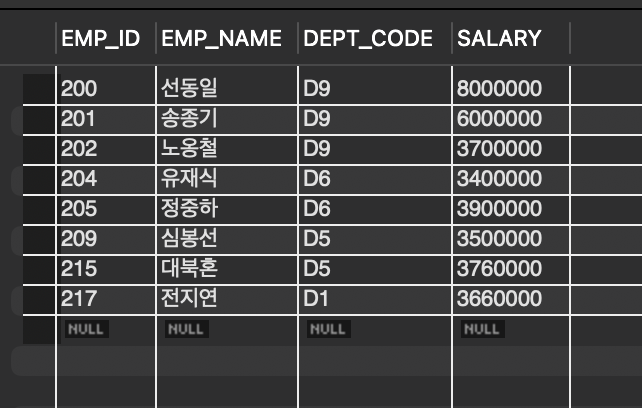 EMP_ID EMP_NAME DEPT_CODE SALARY
200 선동일 D9 8000000
201 송종기 D9 6000000
202 노옹철 D9 3700000
204 유재식 D6 3400000
205 정중하 D6 3900000
209 심봉선 D5 3500000
215 대북혼 D5 3760000
217 전지연 D1 3660000
NULL NULL NULL NULL